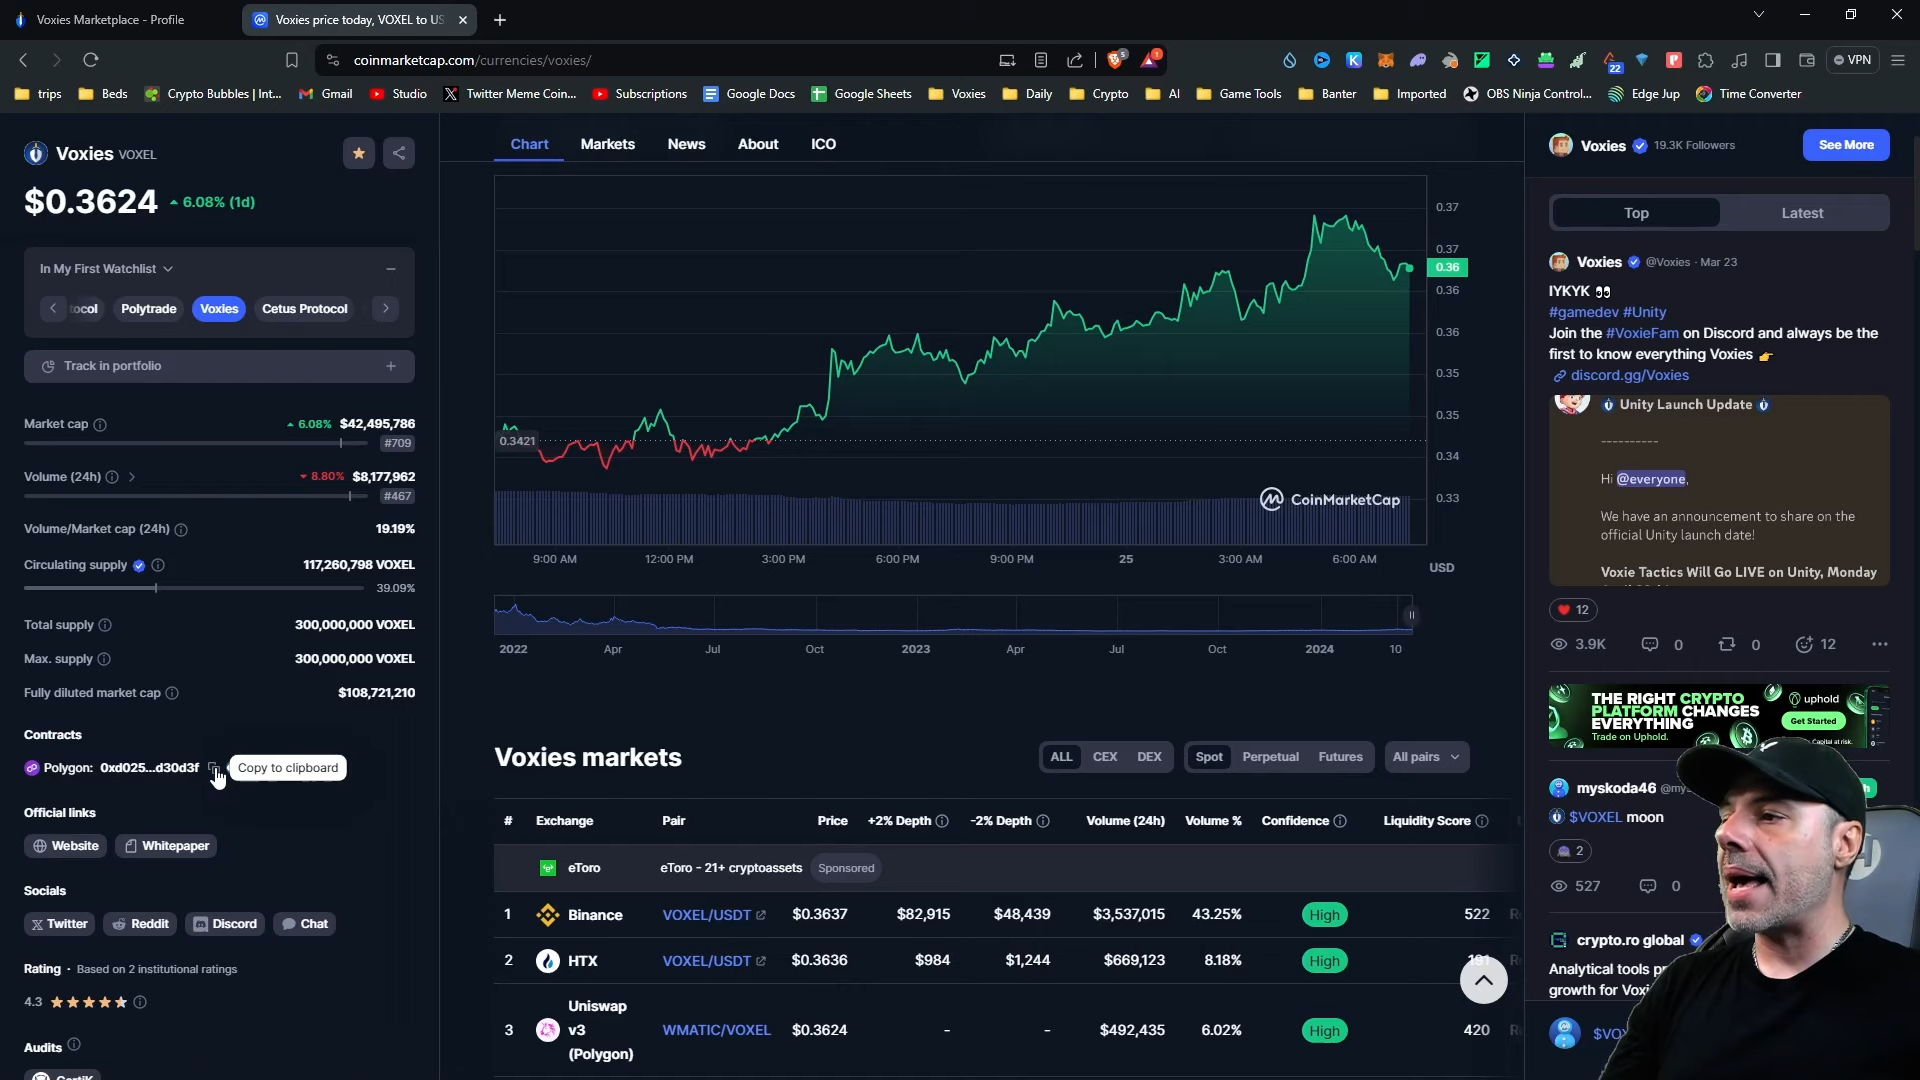 Voxies Marketplace - Profile
Voxies price today, VOXEL to US
coinmarketcap.com/currencies/voxies/
5
1
22
VPN
trips
Beds
Crypto Bubbles | Int...
Gmail
Studio
Twitter Meme Coin...
Subscriptions
Google Docs
Google Sheets
Voxies
Daily
Crypto
AI
Game Tools
Banter
Imported
OBS Ninja Control...
Edge Jup
Time Converter
Voxies VOXEL
$0.3624
6.08% (1d)
In My First Watchlist
tocol
Polytrade
Voxies
Cetus Protocol
Track in portfolio
Market cap
6.08% $42,495,786
#709
Volume (24h)
8.80% $8,177,962
#467
Volume/Market cap (24h)
19.19%
Circulating supply
117,260,798 VOXEL
39.09%
Total supply
300,000,000 VOXEL
Max. supply
300,000,000 VOXEL
Fully diluted market cap
$108,721,210
Contracts
Polygon: 0xd025...d30d3f
Copy to clipboard
Official links
Website
Whitepaper
Socials
Twitter
Reddit
Discord
Chat
Rating · Based on 2 institutional ratings
4.3
Audits
CertiK
Chart
Markets
News
About
ICO
0.37
0.37
0.36
0.36
0.36
0.35
0.35
0.34
0.33
0.3421
CoinMarketCap
9:00 AM
12:00 PM
3:00 PM
6:00 PM
9:00 PM
25
3:00 AM
6:00 AM
USD
2022
Apr
Jul
Oct
2023
Apr
Jul
Oct
2024
10
Voxies markets
ALL
CEX
DEX
Spot
Perpetual
Futures
All pairs
# Exchange Pair Price +2% Depth -2% Depth Volume (24h) Volume % Confidence Liquidity Score
eToro eToro - 21+ cryptoassets Sponsored
1 Binance VOXEL/USDT $0.3637 $82,915 $48,439 $3,537,015 43.25% High 522
2 HTX VOXEL/USDT $0.3636 $984 $1,244 $669,123 8.18% High 191
Uniswap
3 v3 WMATIC/VOXEL $0.3624 - - $492,435 6.02% High 420
(Polygon)
Voxies 19.3K Followers
See More
Top
Latest
Voxies @Voxies · Mar 23
IYKYK 👀
#gamedev #Unity
Join the #VoxieFam on Discord and always be the
first to know everything Voxies 👉
discord.gg/Voxies
Unity Launch Update
----------
Hi @everyone,
We have an announcement to share on the
official Unity launch date!
Voxie Tactics Will Go LIVE on Unity, Monday
12
3.9K
0
0
12
THE RIGHT CRYPTO
PLATFORM CHANGES
EVERYTHING
Trade on Uphold.
uphold
Get Started
myskoda46
$VOXEL moon
2
527
0
crypto.ro global
Analytical tools
growth for Voxi
$VO